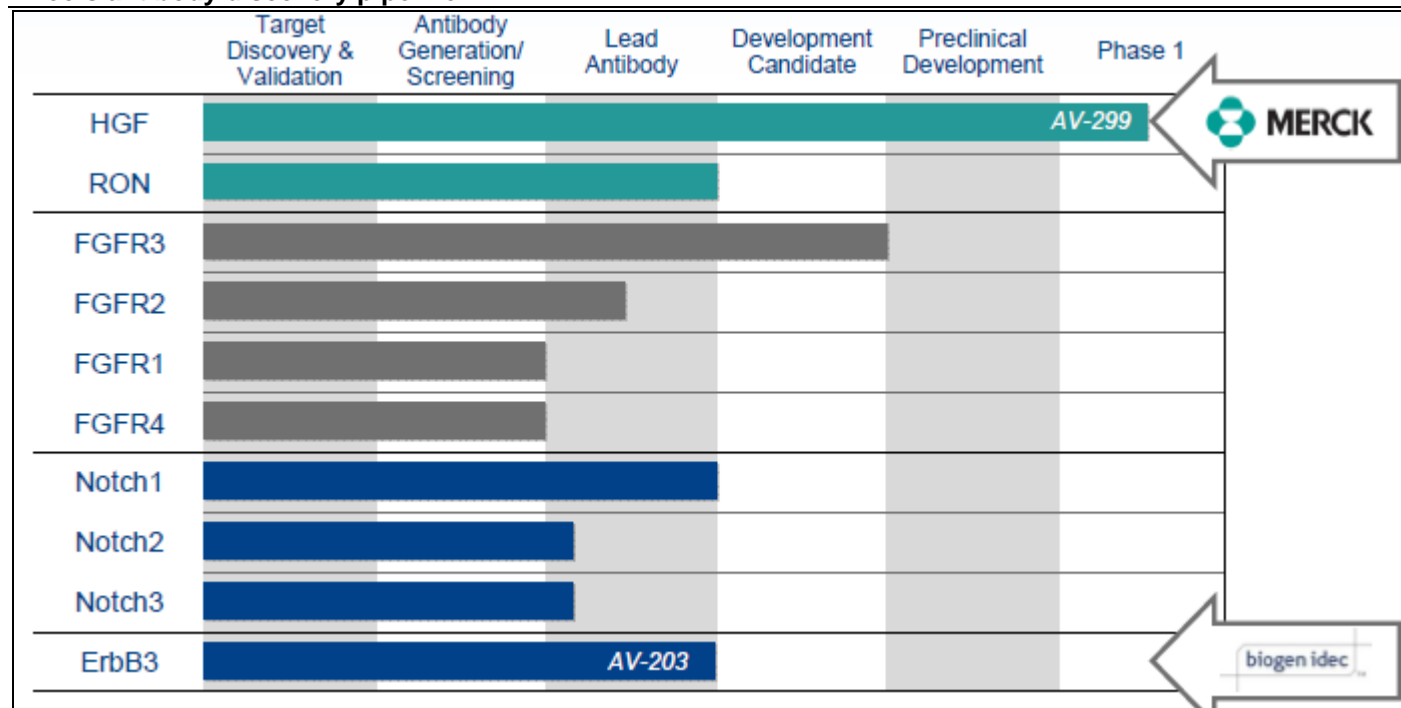 Target Discovery & Validation
Antibody Generation/ Screening
Lead Antibody
Development Candidate
Preclinical Development
Phase 1
HGF
AV-299
MERCK
RON
FGFR3
FGFR2
FGFR1
FGFR4
Notch1
Notch2
Notch3
ErbB3
AV-203
biogen idec